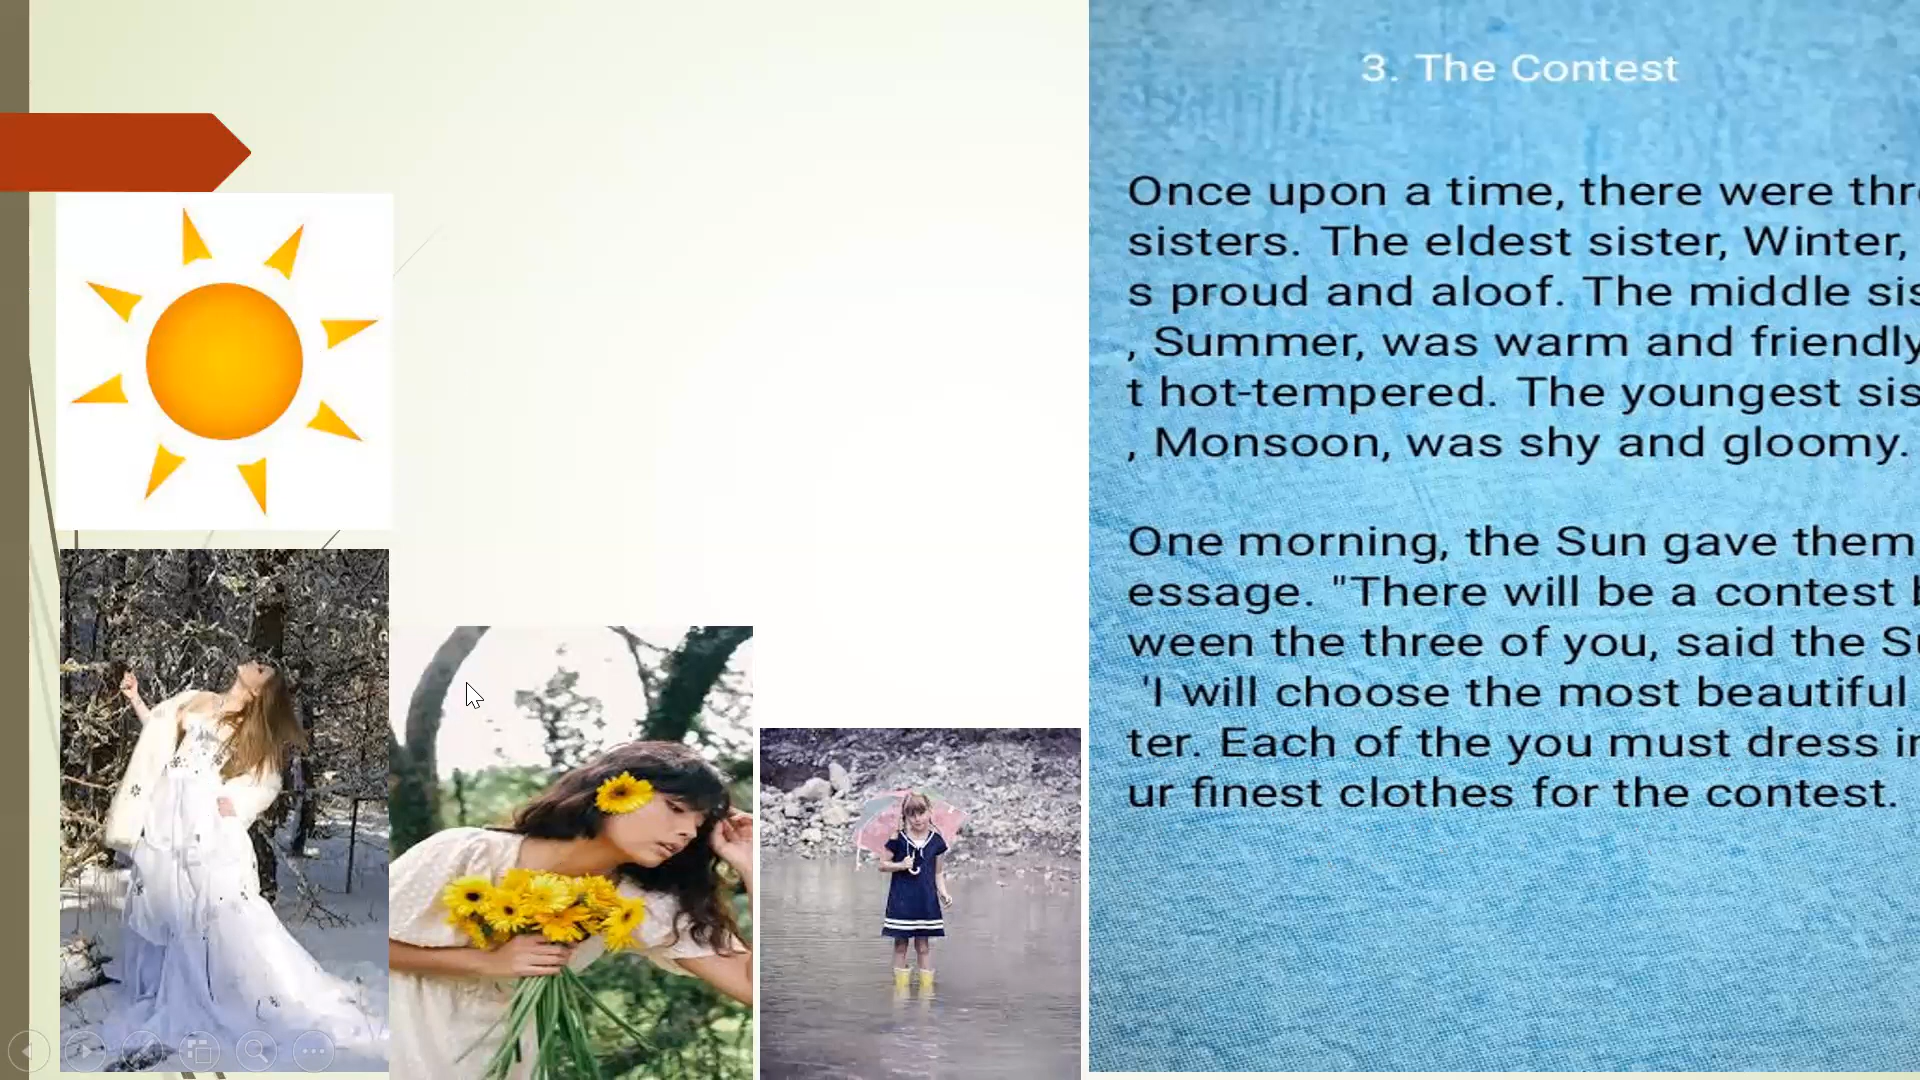 3. The Contest
Once upon a time, there were
sisters. The eldest sister, Winter,
s proud and aloof. The middle
, Summer, was warm and friendly
t hot-tempered. The youngest
, Monsoon, was shy and gloomy.
One morning, the Sun gave them
essage. "There will be a contest
ween the three of you, said the
'I will choose the most beautiful
ter. Each of the you must dress
ur finest clothes for the contest.